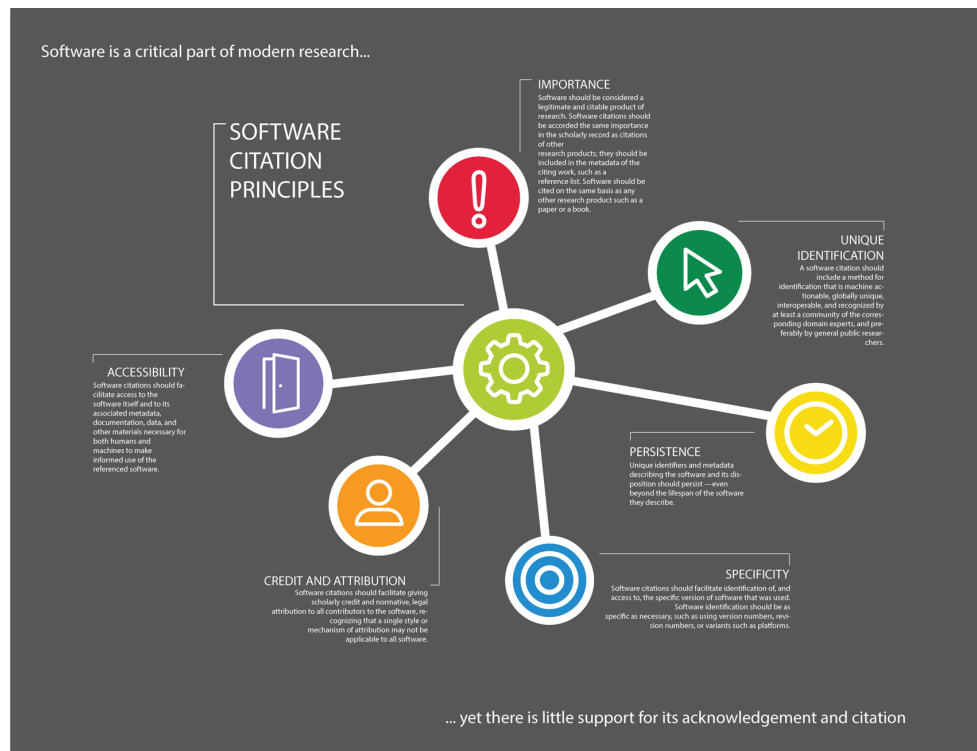 Software is a critical part of modern research...
SOFTWARE
CITATION
PRINCIPLES
IMPORTANCE
Software should be considered a
legitimate and citable product of
research. Software citations should
be accorded the same importance
in the scholarly record as citations
of other
research products; they should be
included in the metadata of the
citing work, such as a
reference list. Software should be
cited on the same basis as any
other research product such as a
paper or a book.
UNIQUE
IDENTIFICATION
A software citation should
include a method for
identification that is machine ac-
tionable, globally unique,
interoperable, and recognized by
at least a community of the corres-
ponding domain experts, and pre-
ferably by general public resear-
chers.
ACCESSIBILITY
Software citations should fa-
cilitate access to the
software itself and to its
associated metadata,
documentation, data, and
other materials necessary for
both humans and
machines to make
informed use of the
referenced software.
PERSISTENCE
Unique identifiers and metadata
describing the software and its dis-
position should persist —even
beyond the lifespan of the software
they describe.
CREDIT AND ATTRIBUTION
Software citations should facilitate giving
scholarly credit and normative, legal
attribution to all contributors to the software, re-
cognizing that a single style or
mechanism of attribution may not be
applicable to all software.
SPECIFICITY
Software citations should facilitate identification of, and
access to, the specific version of software that was used.
Software identification should be as
specific as necessary, such as using version numbers, revi-
sion numbers, or variants such as platforms.
... yet there is little support for its acknowledgement and citation